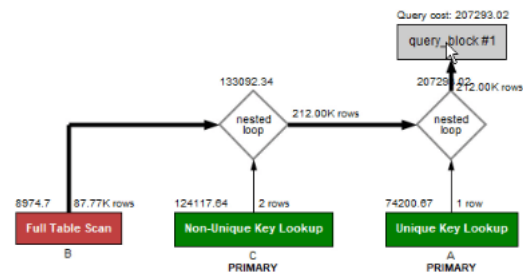 Query cost: 207293.02
query_block #1
133092.34
207293.02
212.00K rows
nested
loop
212.00K rows
nested
loop
8974.7
87.77K rows
124117.64
2 rows
74200.67
1 row
Full Table Scan
Non-Unique Key Lookup
Unique Key Lookup
B
C
A
PRIMARY
PRIMARY